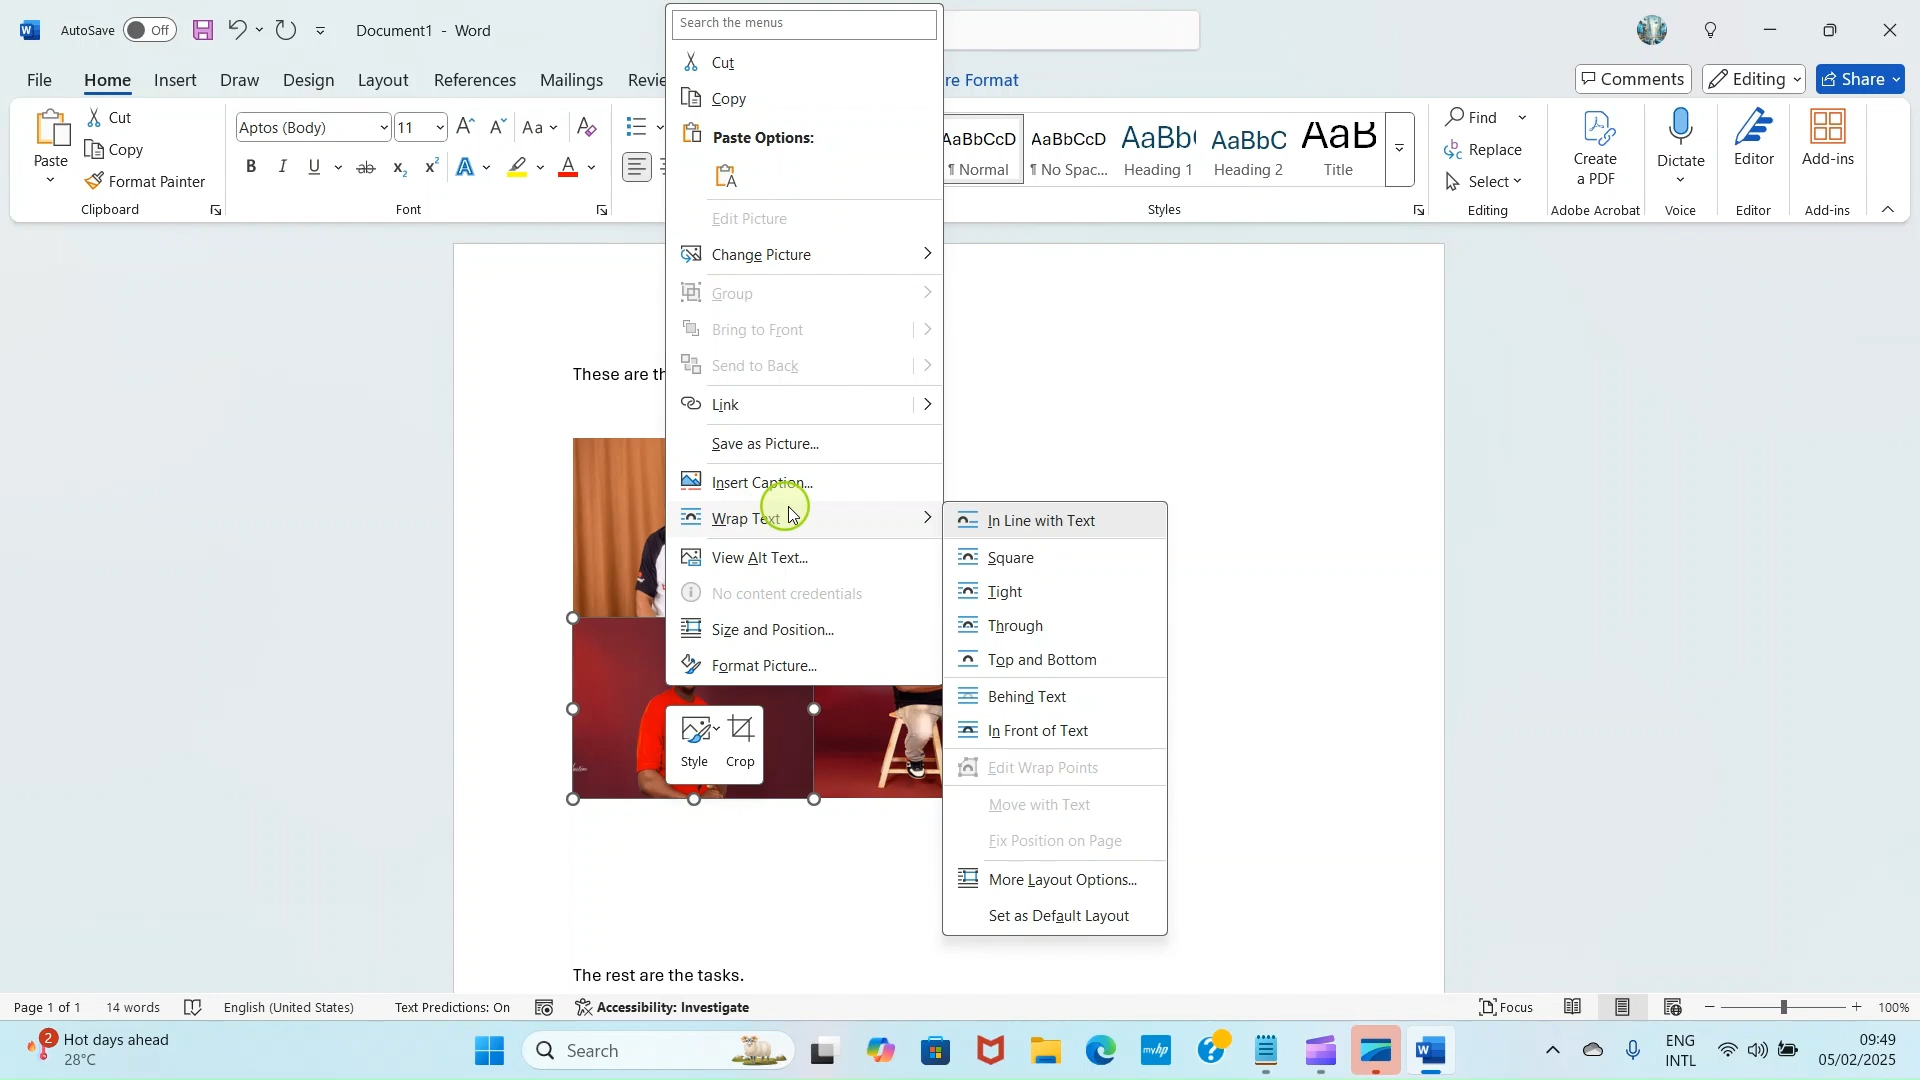 AutoSave Off Document1 - Word
File Home Insert Draw Design Layout References Mailings Revie re Format Comments Editing Share
Paste Cut Copy Format Painter Clipboard
Aptos (Body) 11 Aa Font
B I U ab x₂ x² A A
AaBbCcD ¶ Normal
AaBbCcD ¶ No Spac...
AaBb( Heading 1
AaBbC Heading 2
AaB Title
Styles
Find Replace Select Editing
Create a PDF Adobe Acrobat
Dictate Voice
Editor Editor
Add-ins Add-ins
Search the menus
Cut
Copy
Paste Options:
Edit Picture
Change Picture
Group
Bring to Front
Send to Back
Link
Save as Picture...
Insert Caption...
Wrap Text
View Alt Text...
No content credentials
Size and Position...
Format Picture...
In Line with Text
Square
Tight
Through
Top and Bottom
Behind Text
In Front of Text
Edit Wrap Points
Move with Text
Fix Position on Page
More Layout Options...
Set as Default Layout
These are th
Style Crop
The rest are the tasks.
Page 1 of 1 14 words English (United States) Text Predictions: On Accessibility: Investigate Focus 100%
2 Hot days ahead
28°C
Search
myhp
ENG
INTL
09:49
05/02/2025